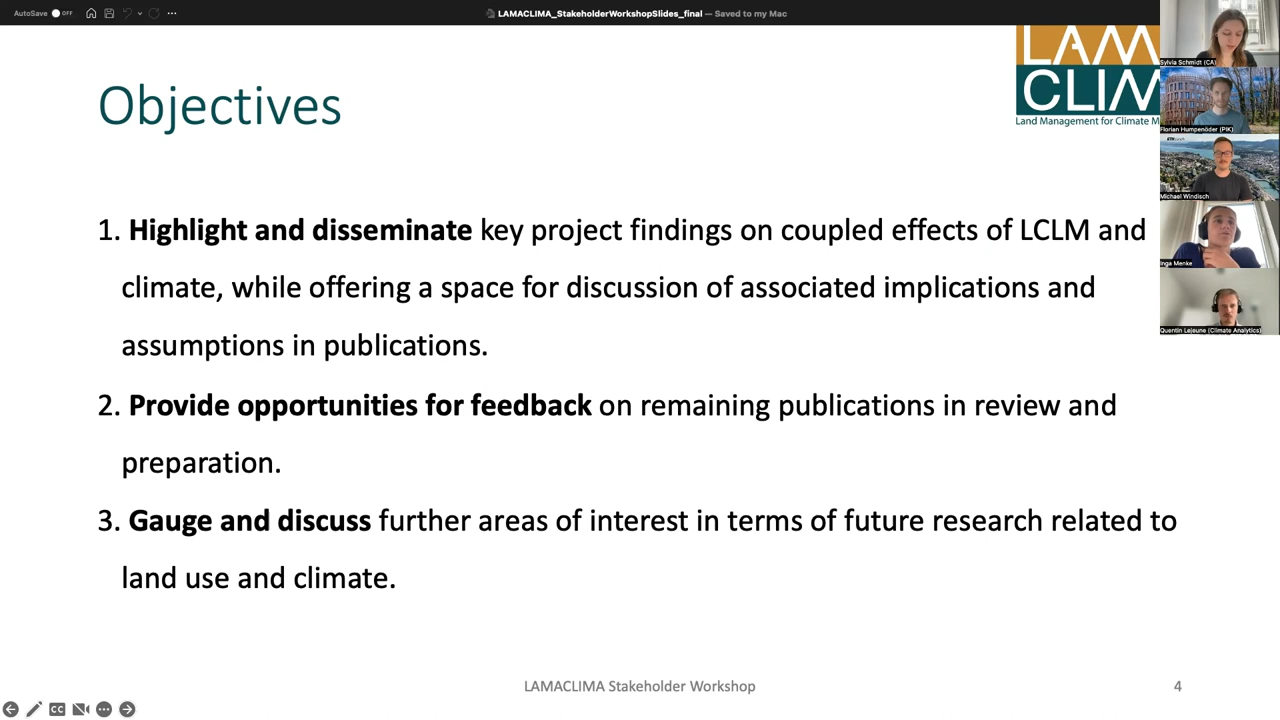 AutoSave OFF
LAMACLIMA_StakeholderWorkshopSlides_final — Saved to my Mac
Objectives
LAM
CLIM
Land Management for Climate M
1. Highlight and disseminate key project findings on coupled effects of LCLM and
climate, while offering a space for discussion of associated implications and
assumptions in publications.
2. Provide opportunities for feedback on remaining publications in review and
preparation.
3. Gauge and discuss further areas of interest in terms of future research related to
land use and climate.
Sylvia Schmidt (CA)
Florian Humpenöder (PIK)
Michael Windisch
Inga Menke
Quentin Lejeune (Climate Analytics)
LAMACLIMA Stakeholder Workshop
4
CC